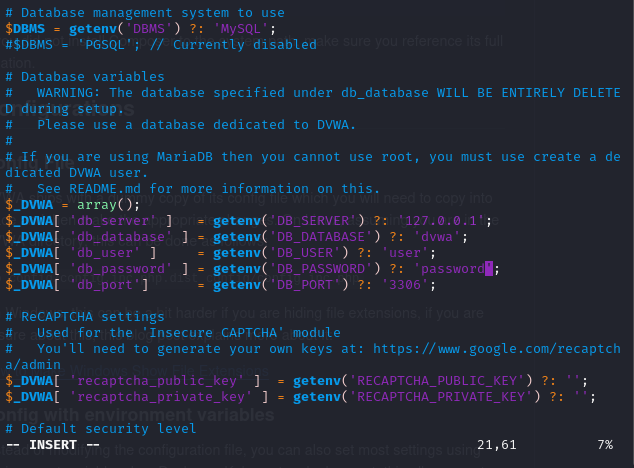 # Database management system to use
$DBMS = getenv('DBMS') ?: 'MySQL';
#$DBMS = 'PGSQL'; // Currently disabled
# Database variables
#   WARNING: The database specified under db_database WILL BE ENTIRELY DELETE
D during setup.
#   Please use a database dedicated to DVWA.
#
# If you are using MariaDB then you cannot use root, you must use create a de
dicated DVWA user.
#   See README.md for more information on this.
$_DVWA = array();
$_DVWA[ 'db_server' ]   = getenv('DB_SERVER') ?: '127.0.0.1';
$_DVWA[ 'db_database' ] = getenv('DB_DATABASE') ?: 'dvwa';
$_DVWA[ 'db_user' ]     = getenv('DB_USER') ?: 'user';
$_DVWA[ 'db_password' ] = getenv('DB_PASSWORD') ?: 'password';
$_DVWA[ 'db_port']      = getenv('DB_PORT') ?: '3306';
# ReCAPTCHA settings
#   Used for the 'Insecure CAPTCHA' module
#   You'll need to generate your own keys at: https://www.google.com/recaptch
a/admin
$_DVWA[ 'recaptcha_public_key' ]  = getenv('RECAPTCHA_PUBLIC_KEY') ?: '';
$_DVWA[ 'recaptcha_private_key' ] = getenv('RECAPTCHA_PRIVATE_KEY') ?: '';
# Default security level
-- INSERT --                                              21,61          7%